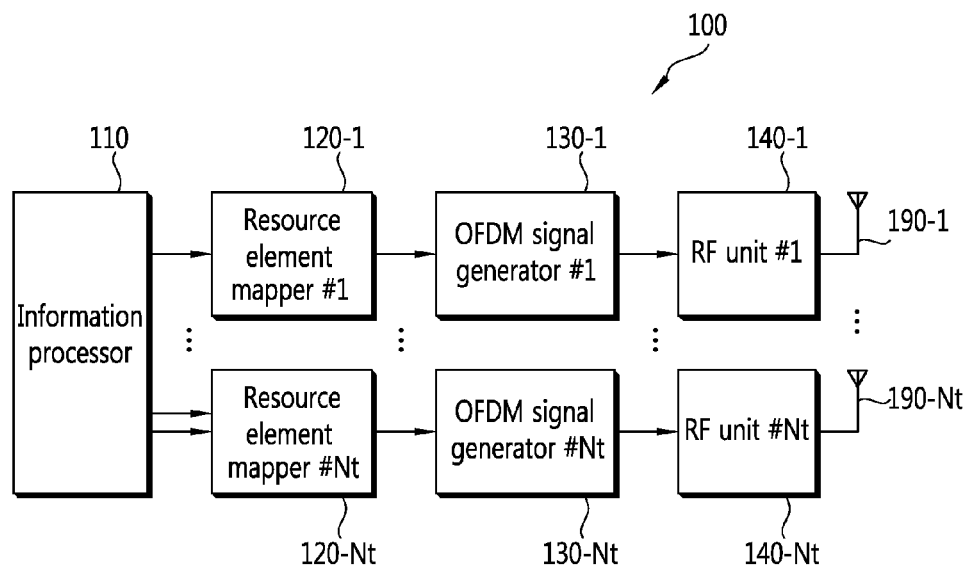 100
110
120-1
130-1
140-1
Information
processor
Resource
element
mapper #1
OFDM signal
generator #1
RF unit #1
190-1
Resource
element
mapper #Nt
OFDM signal
generator #Nt
RF unit #Nt
190-Nt
120-Nt
130-Nt
140-Nt